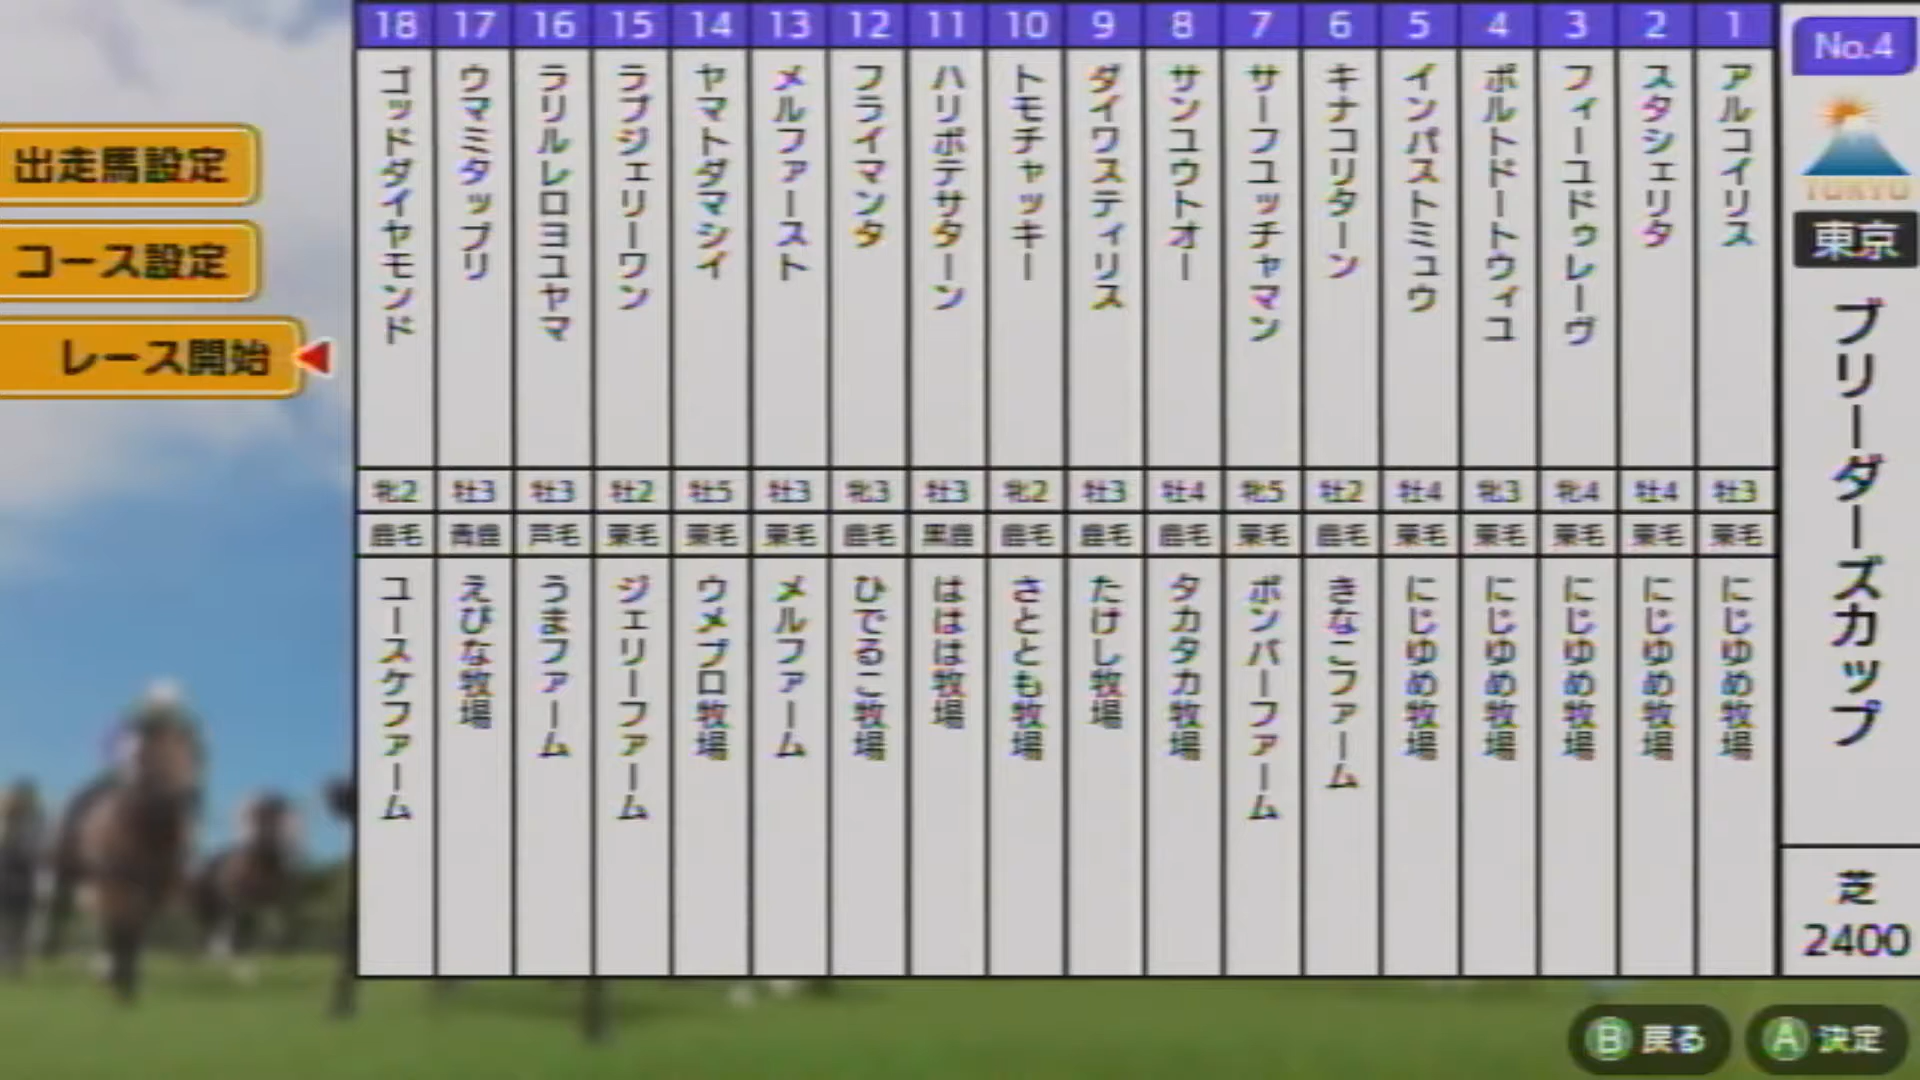 No.4
TOKYO
東京
ブリーダーズカップ
芝
2400
1
アルコイリス
牡3
栗毛
にじゆめ牧場
2
スタシェリタ
牡4
栗毛
にじゆめ牧場
3
フィーユドゥレーヴ
牝4
栗毛
にじゆめ牧場
4
ポルトドートウィユ
牝3
栗毛
にじゆめ牧場
5
インパストミュウ
牡4
栗毛
にじゆめ牧場
6
キナコリターン
牡2
鹿毛
きなこファーム
7
サーフユッチャマン
牝5
栗毛
ボンバーファーム
8
サンユウトオー
牡4
鹿毛
タカタカ牧場
9
ダイワスティリス
牡3
鹿毛
たけし牧場
10
トモチャッキー
牝2
鹿毛
さととも牧場
11
ハリボテサターン
牡3
黒鹿
ははは牧場
12
フライマンタ
牝3
鹿毛
ひでるこ牧場
13
メルファースト
牡3
栗毛
メルファーム
14
ヤマトダマシイ
牡5
栗毛
ウメブロ牧場
15
ラブジェリーワン
牡2
栗毛
ジェリーファーム
16
ラリルレロヨユヤマ
牡3
芦毛
うまファーム
17
ウマミタップリ
牡3
青鹿
えびな牧場
18
ゴッドダイヤモンド
牝2
鹿毛
ユースケファーム
出走馬設定
コース設定
レース開始
B 戻る
A 決定